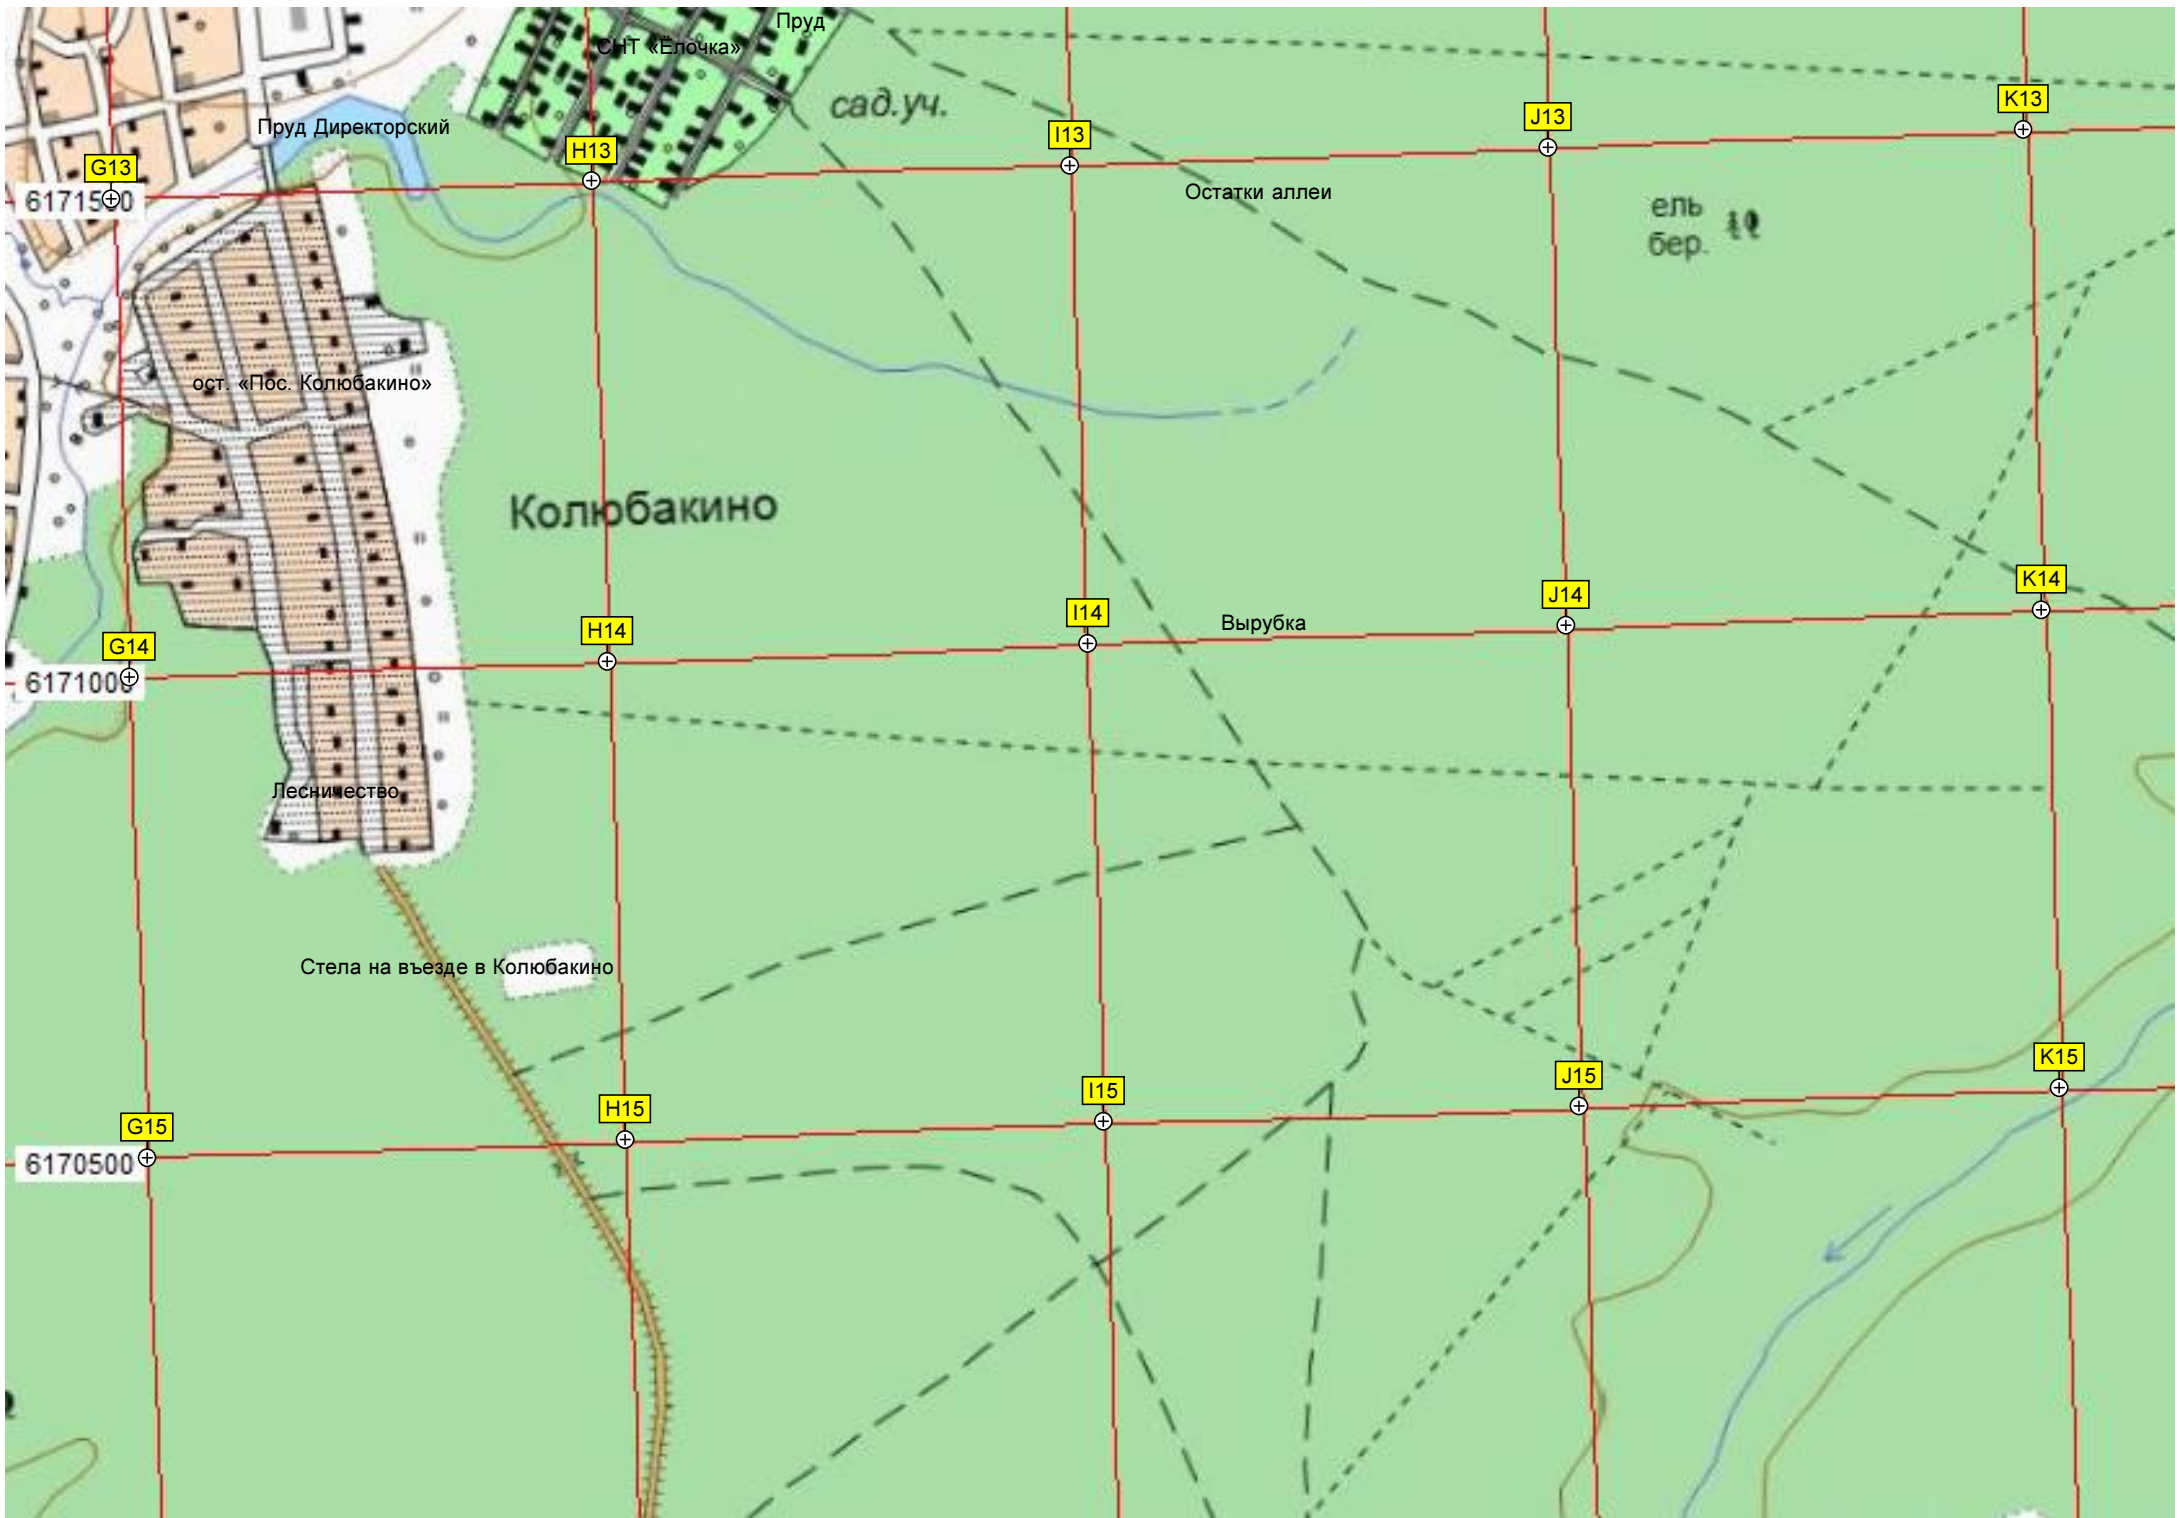 Пруд
СНТ «Ёлочка»
сад.уч.
Пруд Директорский
K13
J13
I13
H13
G13
6171500
Остатки аллеи
ель
бер.
ост. «Пос. Колюбакино»
Колюбакино
K14
J14
I14
Вырубка
H14
G14
6171000
Лесничество
Стела на въезде в Колюбакино
K15
J15
I15
H15
G15
6170500